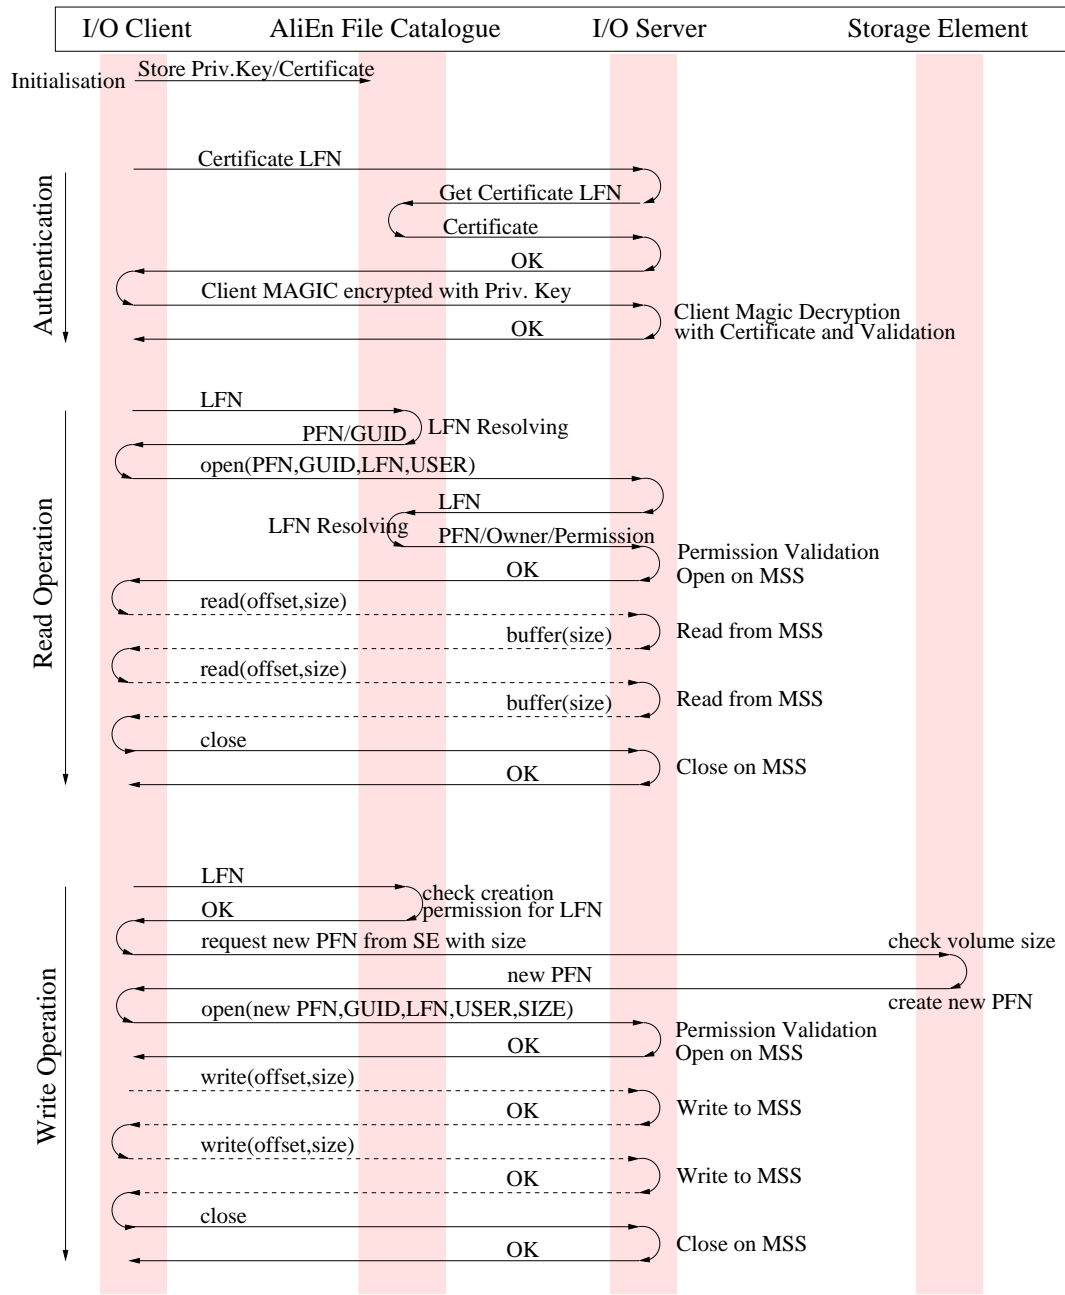 I/O Client AliEn File Catalogue I/O Server Storage Element
Initialisation Store Priv.Key/Certificate
Authentication
Certificate LFN
Get Certificate LFN
Certificate
OK
Client MAGIC encrypted with Priv. Key
Client Magic Decryption
with Certificate and Validation
OK
Read Operation
LFN
LFN Resolving
PFN/GUID
open(PFN,GUID,LFN,USER)
LFN
LFN Resolving
PFN/Owner/Permission
Permission Validation
Open on MSS
OK
read(offset,size)
buffer(size)
Read from MSS
read(offset,size)
buffer(size)
Read from MSS
close
OK
Close on MSS
Write Operation
LFN
check creation
permission for LFN
OK
request new PFN from SE with size
check volume size
new PFN
create new PFN
open(new PFN,GUID,LFN,USER,SIZE)
Permission Validation
Open on MSS
OK
write(offset,size)
OK
Write to MSS
write(offset,size)
OK
Write to MSS
close
OK
Close on MSS